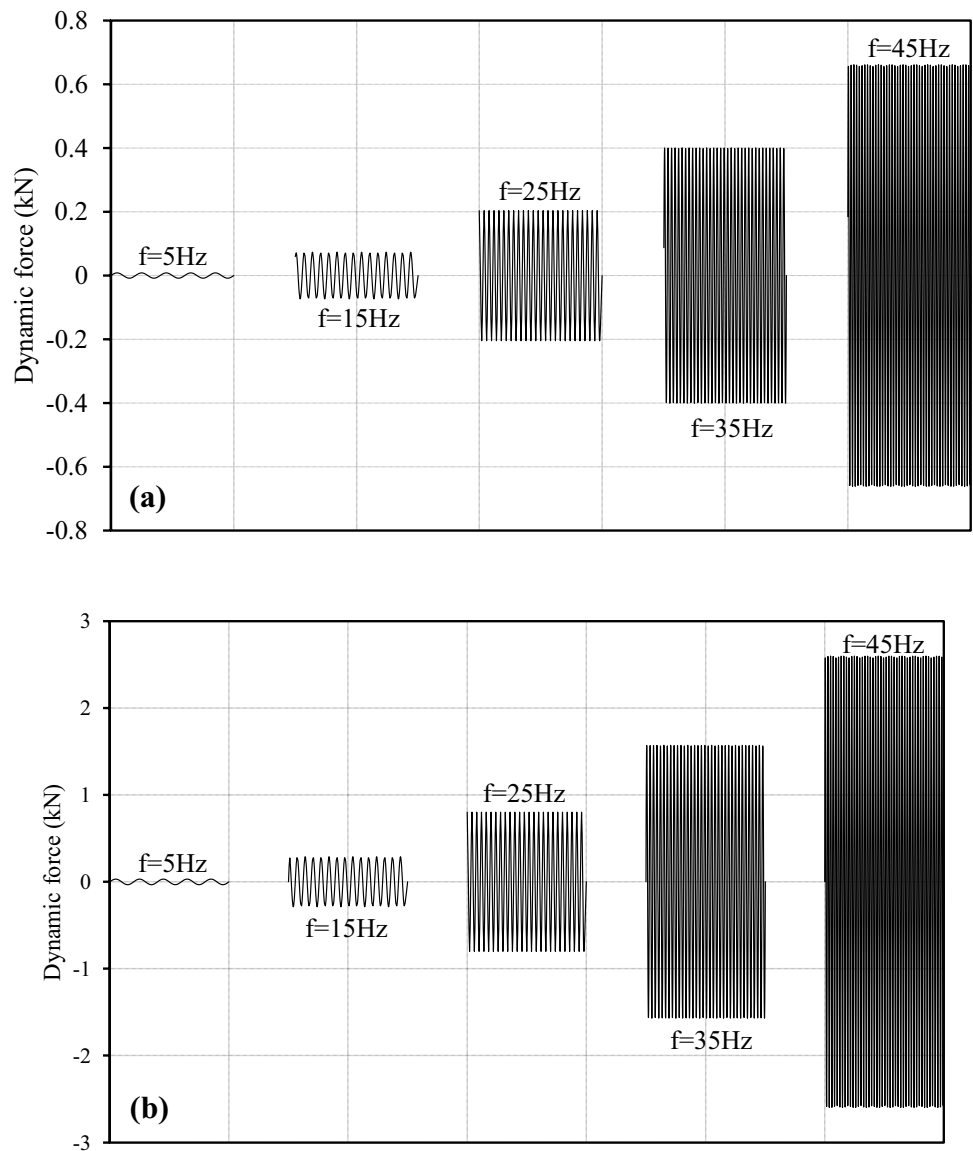 0.8
f=45Hz
0.6
0.4
f=25Hz
0.2
f=5Hz
0
f=15Hz
-0.2
-0.4
f=35Hz
-0.6
(a)
-0.8
Dynamic force (kN)
3
f=45Hz
2
f=25Hz
1
f=5Hz
0
f=15Hz
-1
f=35Hz
-2
(b)
-3
Dynamic force (kN)